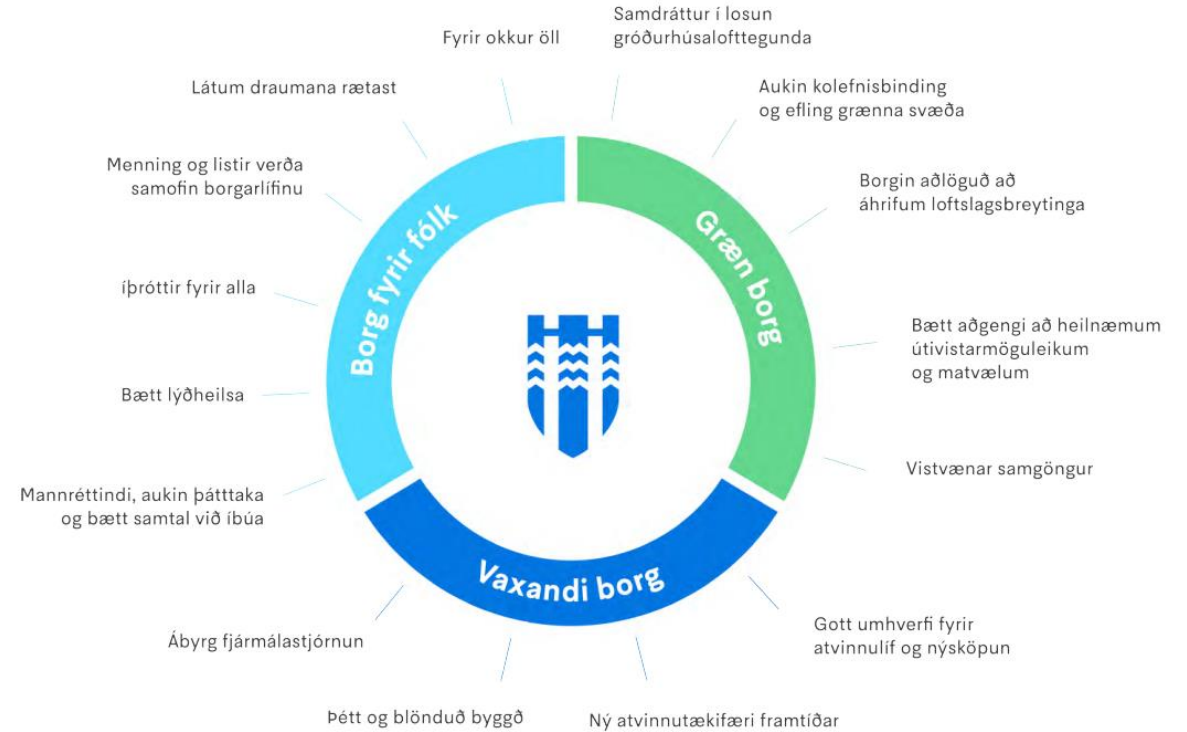 Samdráttur í losun
gróðurhúsalofttegunda
Fyrir okkur öll
Aukin kolefnisbinding
og efling grænna svæða
Látum draumana rætast
Menning og listir verða
samofin borgarlífinu
Borgin aðlöguð að
áhrifum loftslagsbreytinga
Borg fyrir fólk
Græn borg
íþróttir fyrir alla
Bætt aðgengi að heilnæmum
útivistarmöguleikum
og matvælum
Bætt lýðheilsa
Vistvænar samgöngur
Mannréttindi, aukin þátttaka
og bætt samtal við íbúa
Vaxandi borg
Gott umhverfi fyrir
atvinnulíf og nýsköpun
Ábyrg fjármálastjórnun
Þétt og blönduð byggð
Ný atvinnutækifæri framtíðar